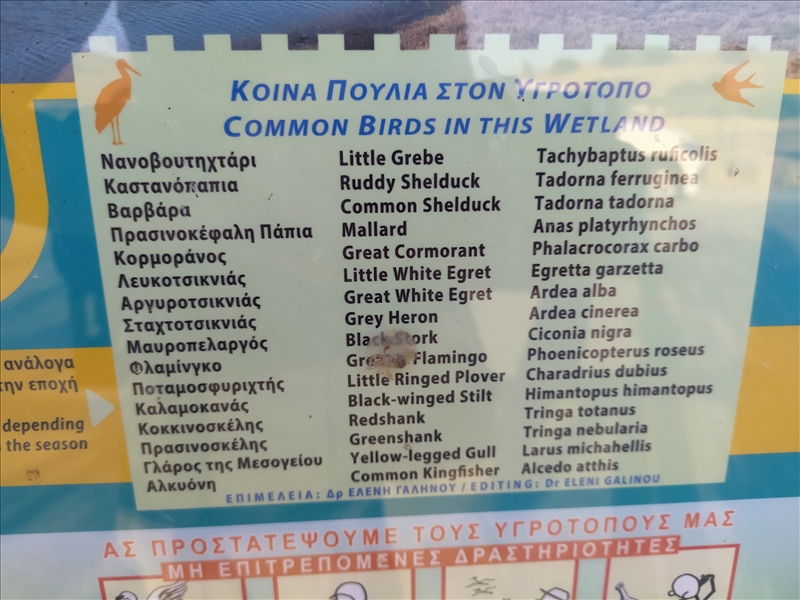 ΚΟΙΝΑ ΠΟΥΛΙΑ ΣΤΟΝ ΥΓΡΟΤΟΠΟ
COMMON BIRDS IN THIS WETLAND
Νανοβουτηχτάρι Little Grebe Tachybaptus ruficolis
Καστανόπαπια Ruddy Shelduck Tadorna ferruginea
Βαρβάρα Common Shelduck Tadorna tadorna
Πρασινοκέφαλη Πάπια Mallard Anas platyrhynchos
Κορμοράνος Great Cormorant Phalacrocorax carbo
Λευκοτσικνιάς Little White Egret Egretta garzetta
Αργυροτσικνιάς Great White Egret Ardea alba
Σταχτοτσικνιάς Grey Heron Ardea cinerea
Μαυροπελαργός Black Stork Ciconia nigra
Φλαμίνγκο Greater Flamingo Phoenicopterus roseus
Ποταμοσφυριχτής Little Ringed Plover Charadrius dubius
Καλαμοκανάς Black-winged Stilt Himantopus himantopus
Κοκκινοσκέλης Redshank Tringa totanus
Πρασινοσκέλης Greenshank Tringa nebularia
Γλάρος της Μεσογείου Yellow-legged Gull Larus michahellis
Αλκυόνη Common Kingfisher Alcedo atthis
ΕΠΙΜΕΛΕΙΑ: Δρ ΕΛΕΝΗ ΓΑΛΗΝΟΥ / EDITING: Dr ELENI GALINOU
ανάλογα
την εποχή
depending
the season
ΑΣ ΠΡΟΣΤΑΤΕΨΟΥΜΕ ΤΟΥΣ ΥΓΡΟΤΟΠΟΥΣ ΜΑΣ
ΜΗ ΕΠΙΤΡΕΠΟΜΕΝΕΣ ΔΡΑΣΤΗΡΙΟΤΗΤΕΣ